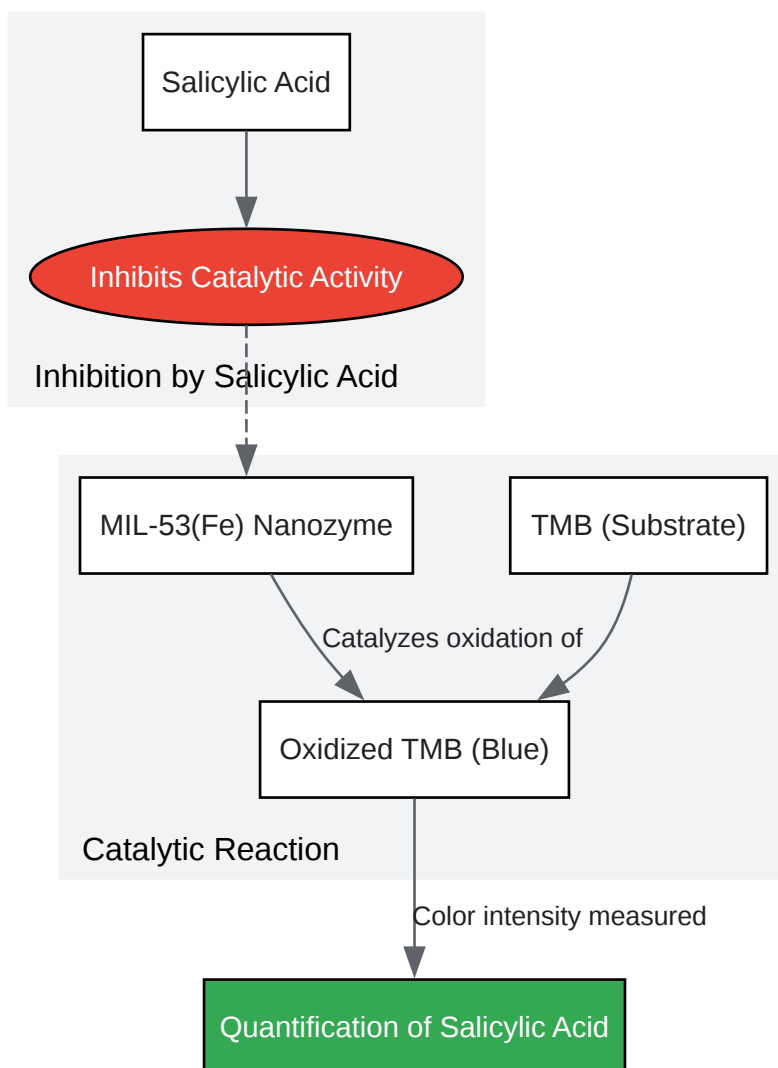 Salicylic Acid
Inhibits Catalytic Activity
Inhibition by Salicylic Acid
MIL-53(Fe) Nanozyme
TMB (Substrate)
Catalyzes oxidation of
Oxidized TMB (Blue)
Catalytic Reaction
Color intensity measured
Quantification of Salicylic Acid